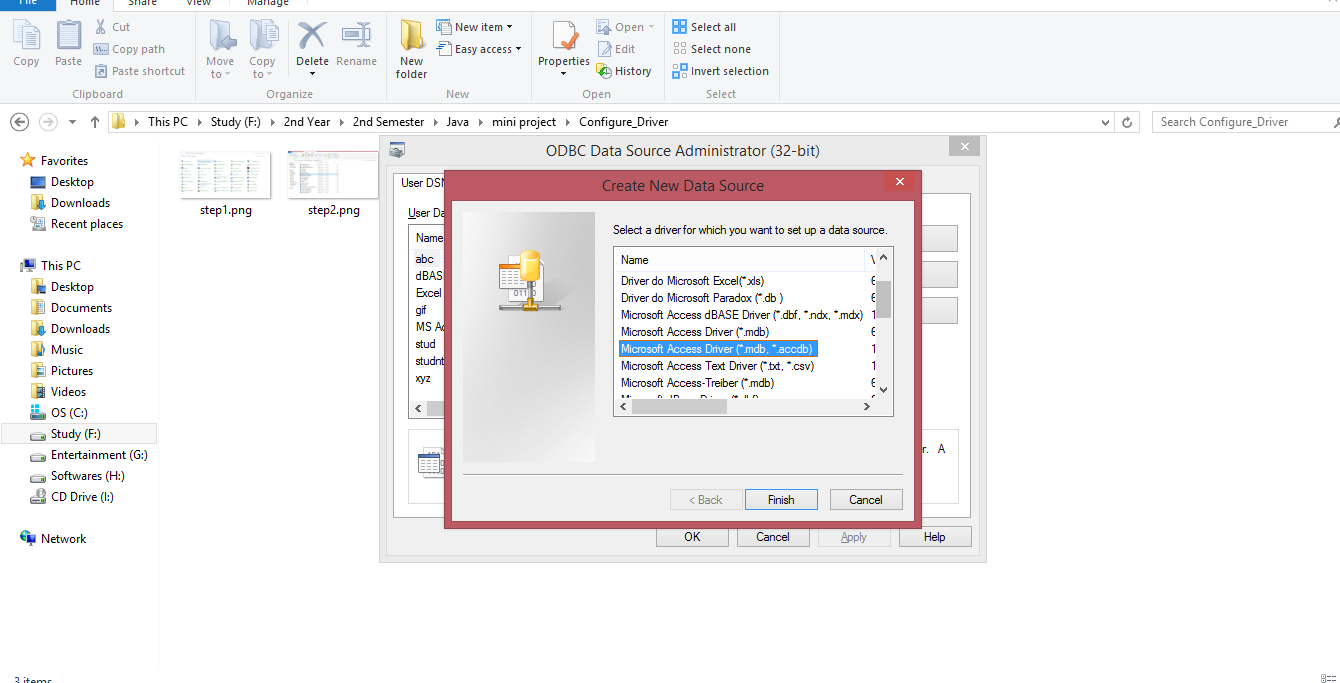 File Home Share View Manage
Copy
Paste
Cut
Copy path
Paste shortcut
Clipboard
Move to
Copy to
Delete
Rename
Organize
New folder
New item
Easy access
New
Properties
Open
Edit
History
Open
Select all
Select none
Invert selection
Select
This PC Study (F:) 2nd Year 2nd Semester Java mini project Configure_Driver
Search Configure_Driver
Favorites
Desktop
Downloads
Recent places
This PC
Desktop
Documents
Downloads
Music
Pictures
Videos
OS (C:)
Study (F:)
Entertainment (G:)
Softwares (H:)
CD Drive (I:)
Network
step1.png
step2.png
ODBC Data Source Administrator (32-bit)
User DSN
User Da
Name
abc
dBAS
Excel
gif
MS Ac
stud
studnt
xyz
r. A
OK
Cancel
Apply
Help
Create New Data Source
Select a driver for which you want to set up a data source.
Name V
Driver do Microsoft Excel(*.xls) 6
Driver do Microsoft Paradox (*.db ) 6
Microsoft Access dBASE Driver (*.dbf, *.ndx, *.mdx) 1
Microsoft Access Driver (*.mdb) 6
Microsoft Access Driver (*.mdb, *.accdb) 1
Microsoft Access Text Driver (*.txt, *.csv) 1
Microsoft Access-Treiber (*.mdb) 6
< Back
Finish
Cancel
3 items